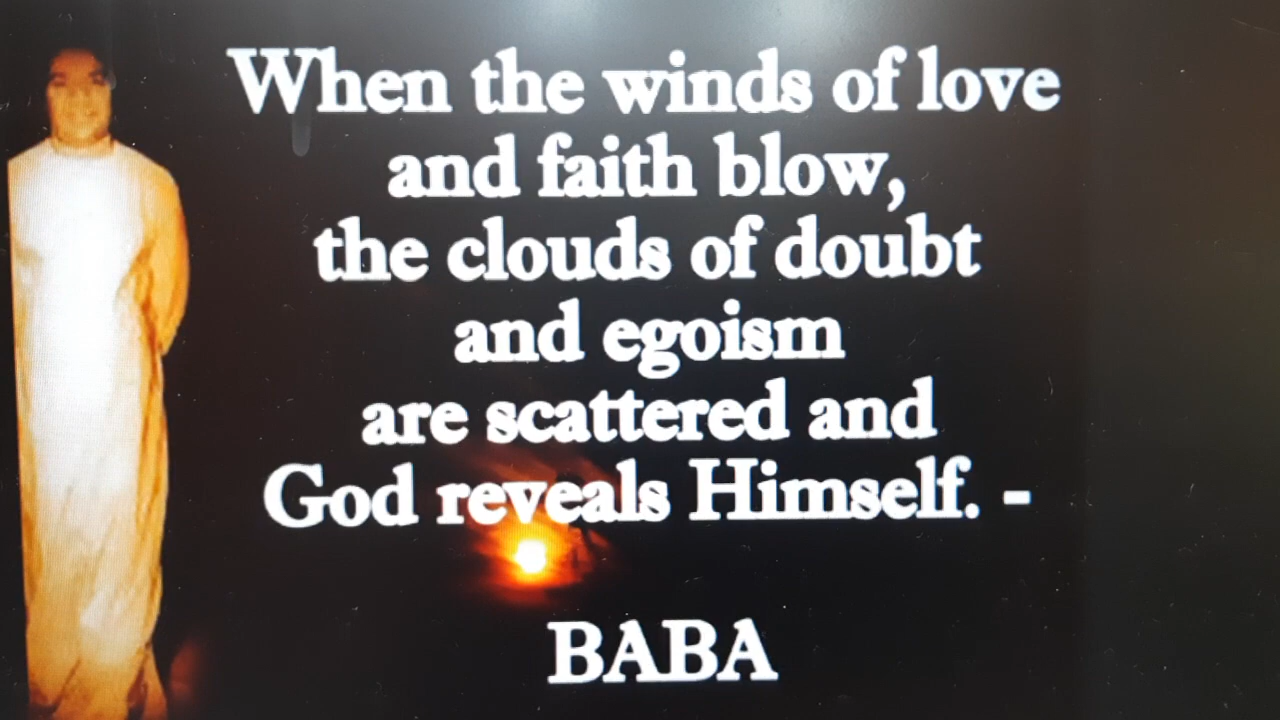 When the winds of love
and faith blow,
the clouds of doubt
and egoism
are scattered and
God reveals Himself. -
BABA